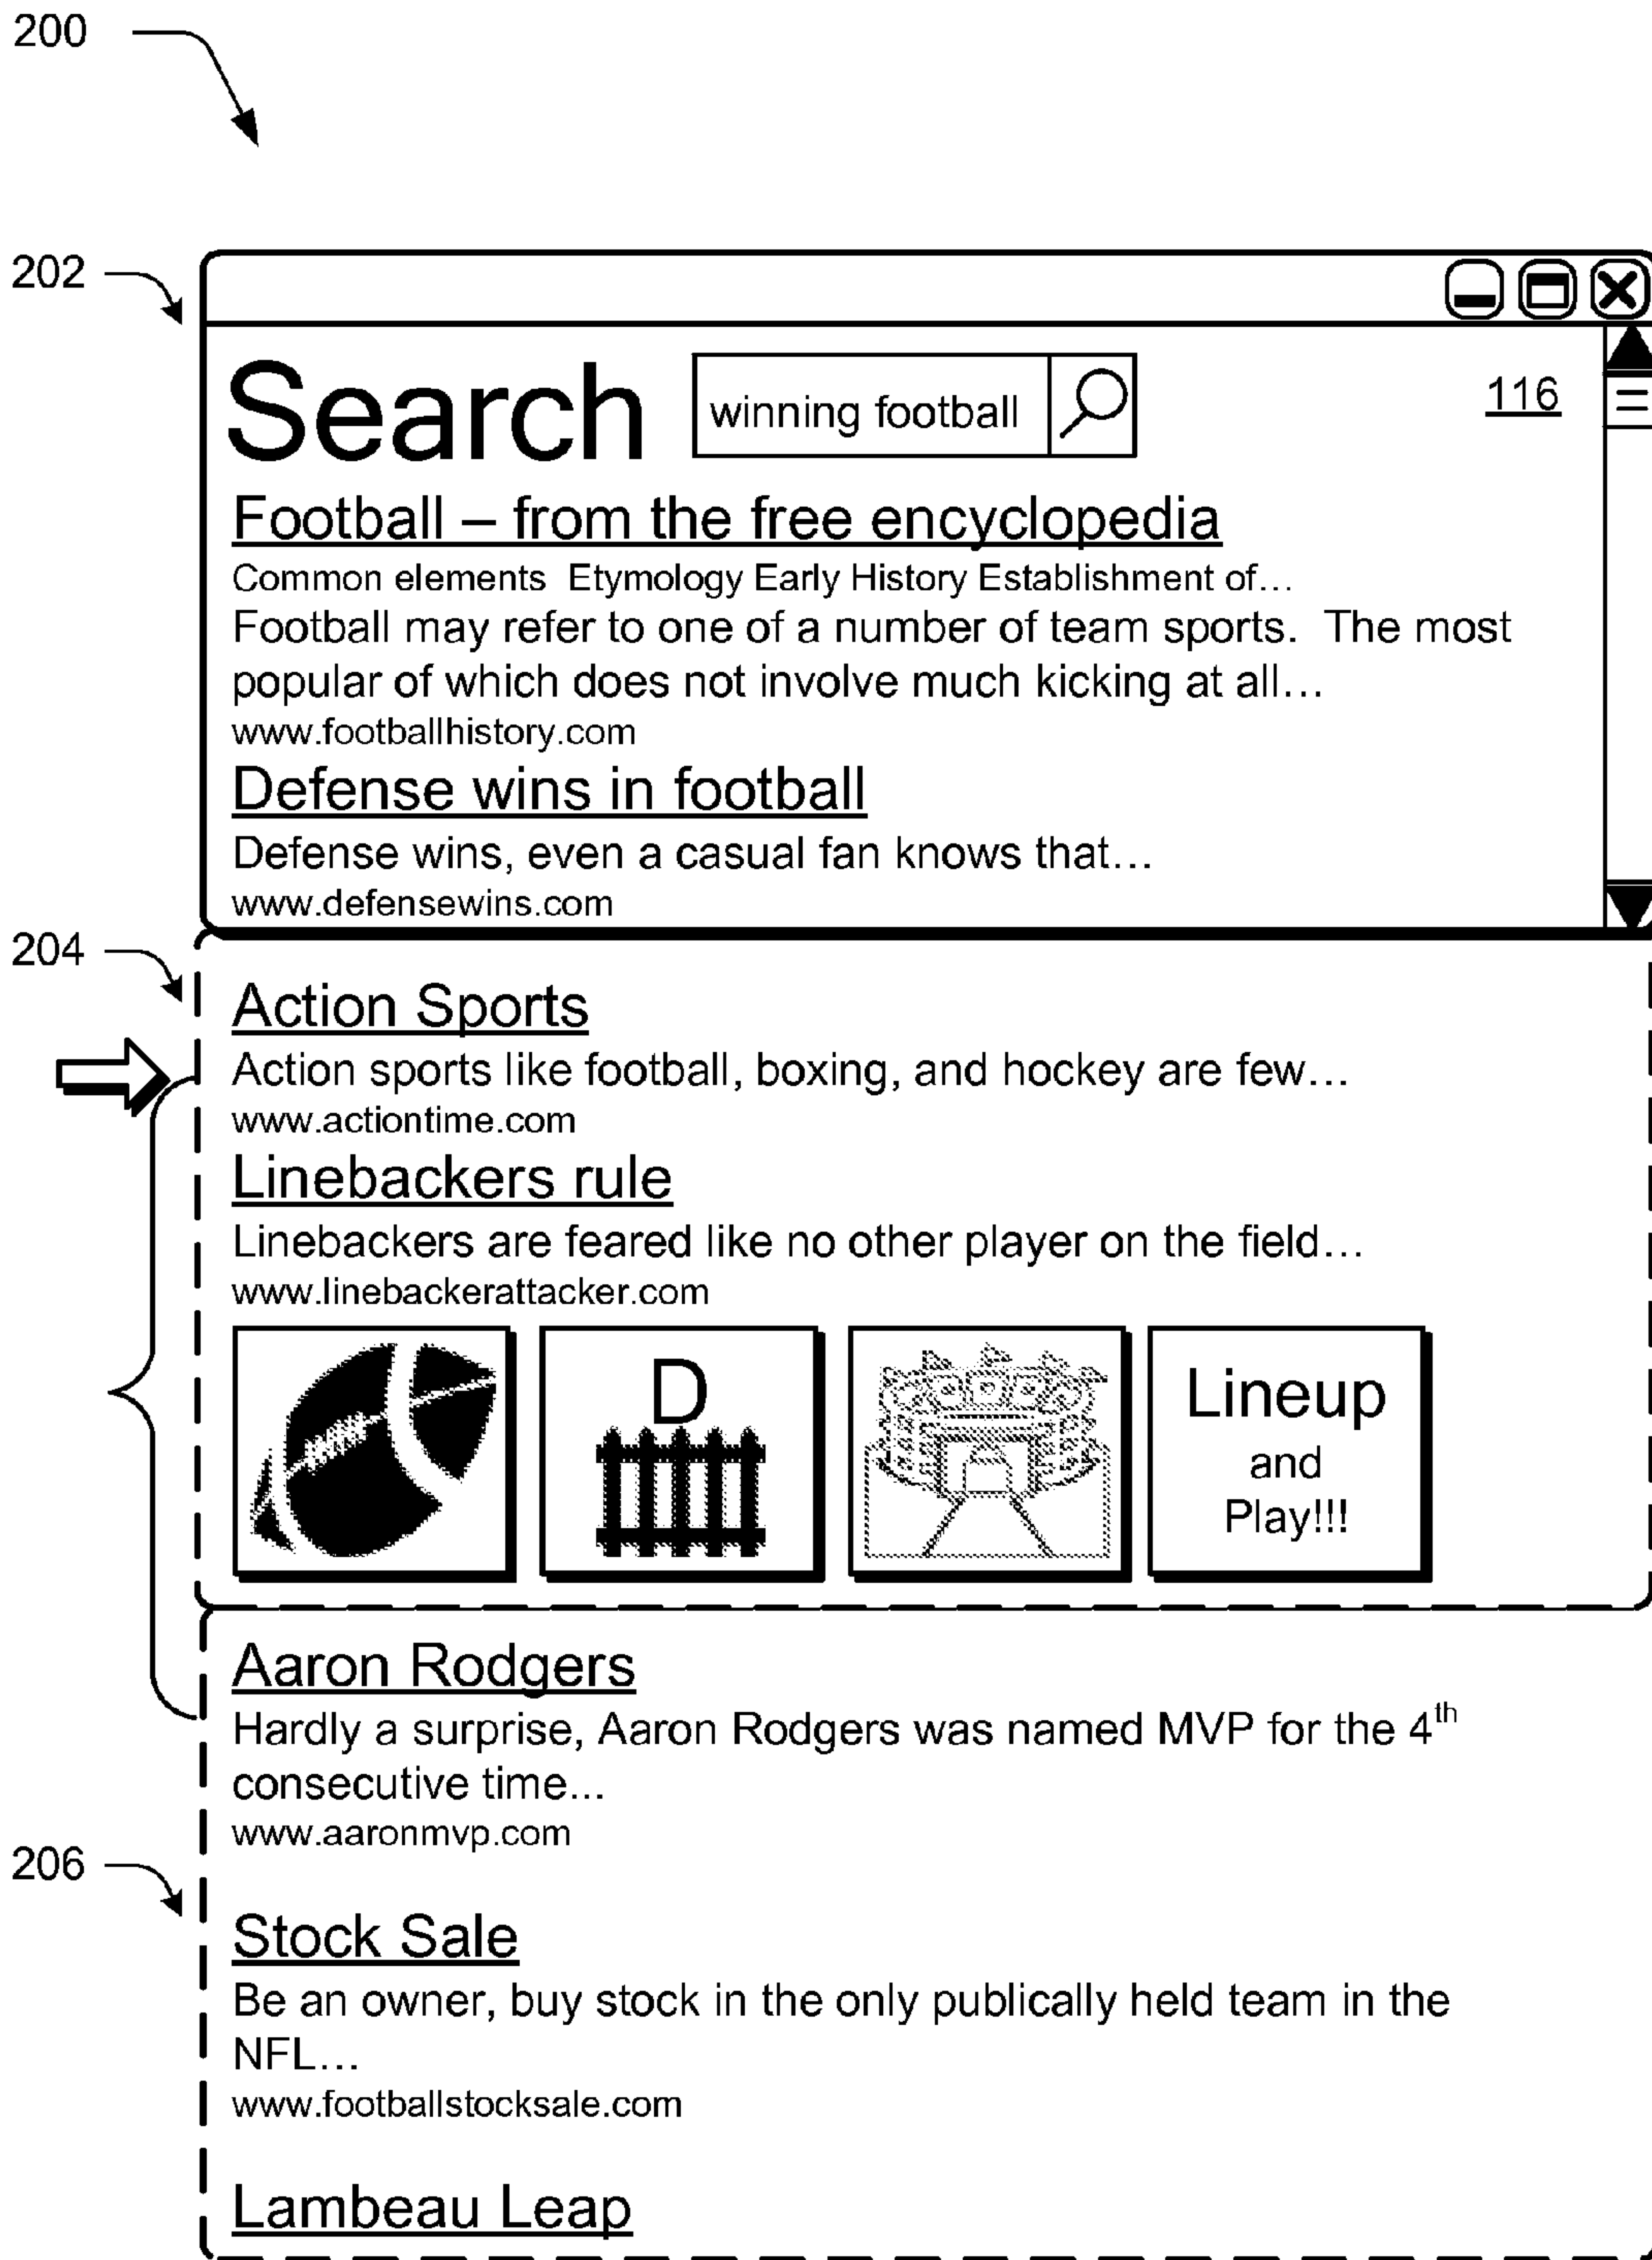 200
202
Search winning football 116
Football – from the free encyclopedia
Common elements Etymology Early History Establishment of...
Football may refer to one of a number of team sports. The most
popular of which does not involve much kicking at all...
www.footballhistory.com
Defense wins in football
Defense wins, even a casual fan knows that...
www.defensewins.com
204
Action Sports
Action sports like football, boxing, and hockey are few...
www.actiontime.com
Linebackers rule
Linebackers are feared like no other player on the field...
www.linebackerattacker.com
D
Lineup
and
Play!!!
Aaron Rodgers
Hardly a surprise, Aaron Rodgers was named MVP for the 4th
consecutive time...
www.aaronmvp.com
206
Stock Sale
Be an owner, buy stock in the only publically held team in the
NFL...
www.footballstocksale.com
Lambeau Leap